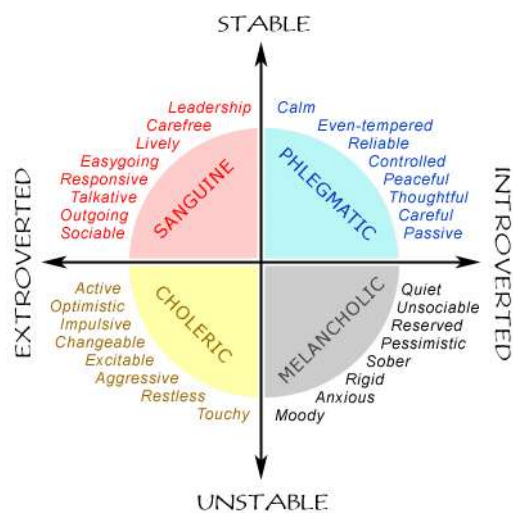 STABLE
Leadership
Carefree
Lively
Easygoing
Responsive
Talkative
Outgoing
Sociable
SANGUINE
Calm
Even-tempered
Reliable
Controlled
Peaceful
Thoughtful
Careful
Passive
PHLEGMATIC
EXTROVERTED
INTROVERTED
Active
Optimistic
Impulsive
Changeable
Excitable
Aggressive
Restless
Touchy
CHOLERIC
Quiet
Unsociable
Reserved
Pessimistic
Sober
Rigid
Anxious
Moody
MELANCHOLIC
UNSTABLE